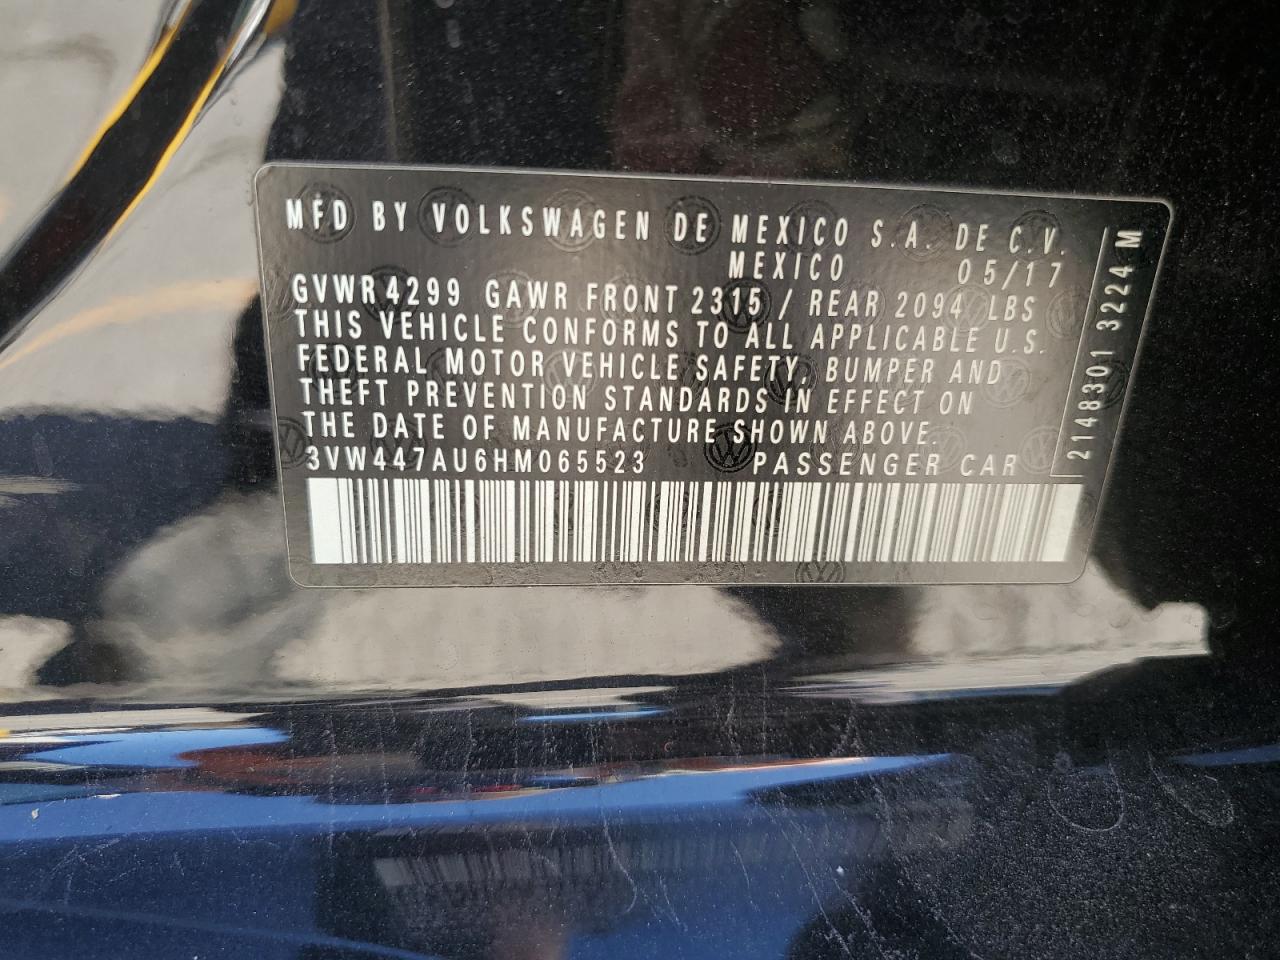 MFD BY VOLKSWAGEN DE MEXICO S.A. DE C.V.
MEXICO 05/17
GVWR4299 GAWR FRONT 2315 / REAR 2094 LBS
THIS VEHICLE CONFORMS TO ALL APPLICABLE U.S.
FEDERAL MOTOR VEHICLE SAFETY, BUMPER AND
THEFT PREVENTION STANDARDS IN EFFECT ON
THE DATE OF MANUFACTURE SHOWN ABOVE.
3VW447AU6HM065523 PASSENGER CAR
2148301 3224 M